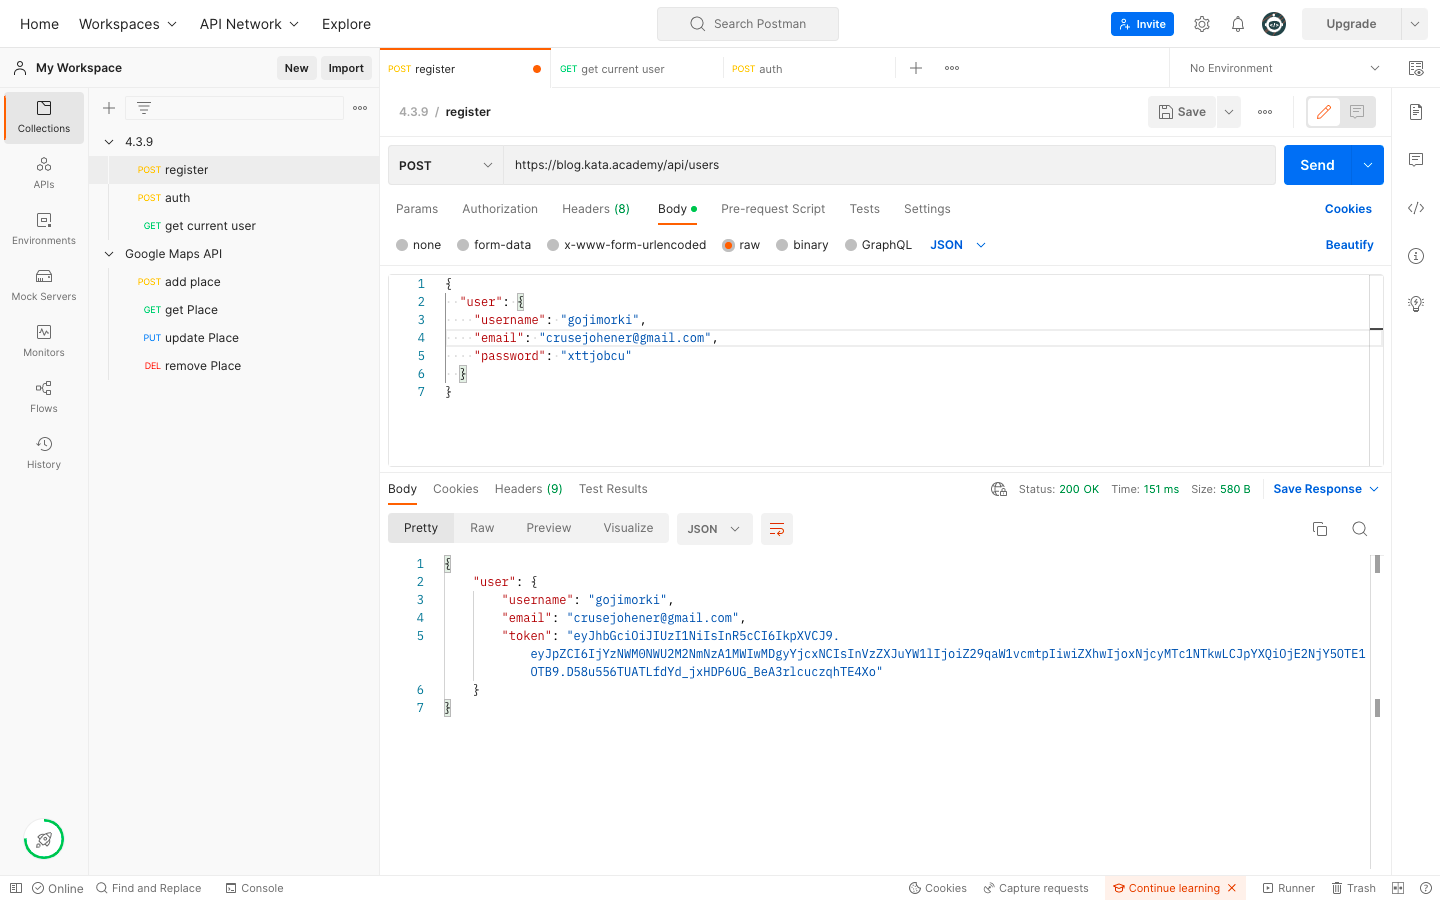 Home Workspaces API Network Explore Search Postman Invite Upgrade
My Workspace New Import
POST register GET get current user POST auth No Environment
Collections
APIs
Environments
Mock Servers
Monitors
Flows
History
4.3.9
POST register
POST auth
GET get current user
Google Maps API
POST add place
GET get Place
PUT update Place
DEL remove Place
4.3.9 / register Save
POST https://blog.kata.academy/api/users Send
Params Authorization Headers (8) Body Pre-request Script Tests Settings Cookies
none form-data x-www-form-urlencoded raw binary GraphQL JSON Beautify
1 {
2 "user": {
3 "username": "gojimorki",
4 "email": "crusejohener@gmail.com",
5 "password": "xttjobcu"
6 }
7 }
Body Cookies Headers (9) Test Results Status: 200 OK Time: 151 ms Size: 580 B Save Response
Pretty Raw Preview Visualize JSON
1 {
2 "user": {
3 "username": "gojimorki",
4 "email": "crusejohener@gmail.com",
5 "token": "eyJhbGciOiJIUzI1NiIsInR5cCI6IkpXVCJ9.
eyJpZCI6IjYzNWM0NWU2M2NmNzA1MWIwMDgyYjcxNCIsInVzZXJuYW1lIjoiZ29qaW1vcmtpIiwiZXhwIjoxNjcyMTc1NTkwLCJpYXQiOjE2NjY5OTE1
OTB9.D58u556TUATLfdYd_jxHDP6UG_BeA3rlcuczqhTE4Xo"
6 }
7 }
Online Find and Replace Console Cookies Capture requests Continue learning Runner Trash